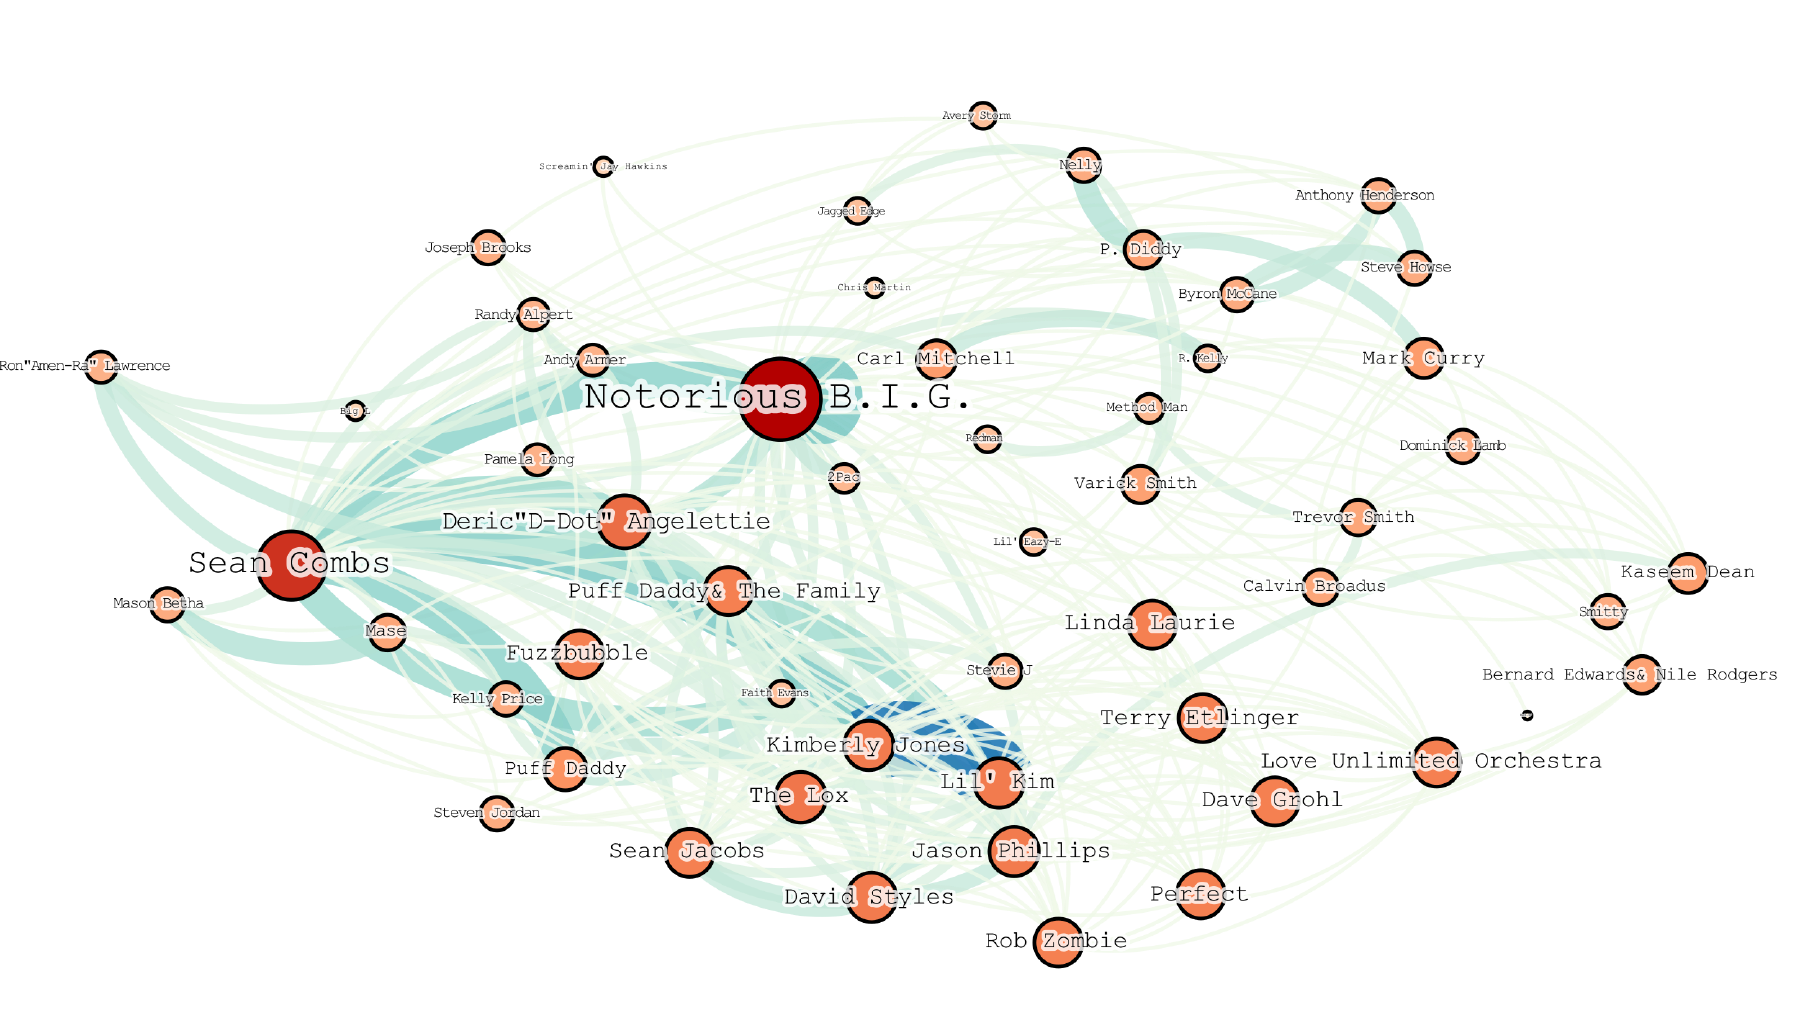 Avery Storm
Screamin' Jay Hawkins
Nelly
Anthony Henderson
Jagged Edge
Joseph Brooks
P. Diddy
Steve Howse
Chris Martin
Byron McCane
Randy Alpert
Ron"Amen-Ra" Lawrence
Andy Armer
Carl Mitchell
R. Kelly
Mark Curry
Notorious B.I.G.
Big L
Method Man
Redman
Dominick Lamb
Pamela Long
2Pac
Varick Smith
Deric"D-Dot" Angelettie
Trevor Smith
Lil' Eazy-E
Sean Combs
Kaseem Dean
Calvin Broadus
Puff Daddy& The Family
Mason Betha
Smitty
Linda Laurie
Mase
Fuzzbubble
Stevie J
Bernard Edwards& Nile Rodgers
Faith Evans
Kelly Price
Terry Etlinger
Kimberly Jones
Love Unlimited Orchestra
Puff Daddy
Lil' Kim
The Lox
Dave Grohl
Steven Jordan
Sean Jacobs
Jason Phillips
David Styles
Perfect
Rob Zombie